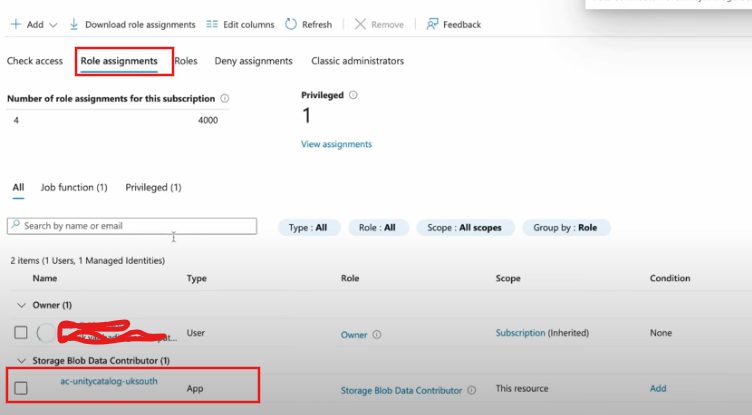 Add Download role assignments Edit columns Refresh Remove Feedback
Check access Role assignments Roles Deny assignments Classic administrators
Number of role assignments for this subscription
4 4000
Privileged
1
View assignments
All Job function (1) Privileged (1)
Search by name or email
Type : All Role : All Scope : All scopes Group by : Role
2 items (1 Users, 1 Managed Identities)
Name Type Role Scope Condition
Owner (1)
User Owner Subscription (Inherited) None
Storage Blob Data Contributor (1)
ac-unitycatalog-uksouth App Storage Blob Data Contributor This resource Add